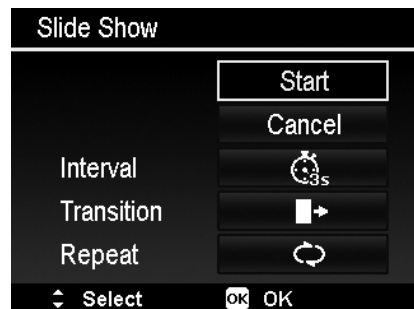 Slide Show
Start
Cancel
Interval 3s
Transition
Repeat
Select OK OK